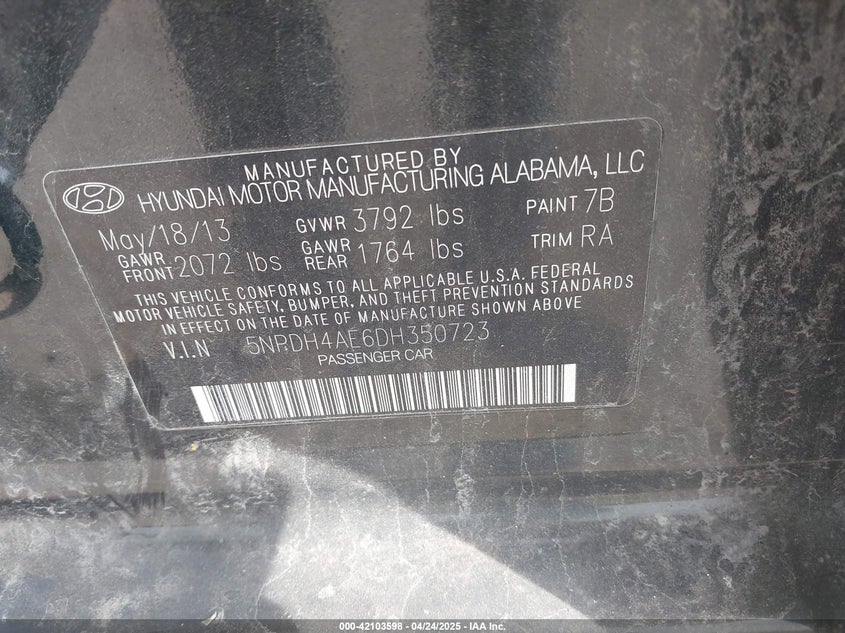 MANUFACTURED BY
HYUNDAI MOTOR MANUFACTURING ALABAMA, LLC
May/18/13 GVWR 3792 lbs PAINT 7B
GAWR FRONT 2072 lbs GAWR REAR 1764 lbs TRIM RA
THIS VEHICLE CONFORMS TO ALL APPLICABLE U.S.A. FEDERAL
MOTOR VEHICLE SAFETY, BUMPER, AND THEFT PREVENTION STANDARDS
IN EFFECT ON THE DATE OF MANUFACTURE SHOWN ABOVE
V.I.N 5NPDH4AE6DH350723
PASSENGER CAR
000-42103598 - 04/24/2025 - IAA Inc.